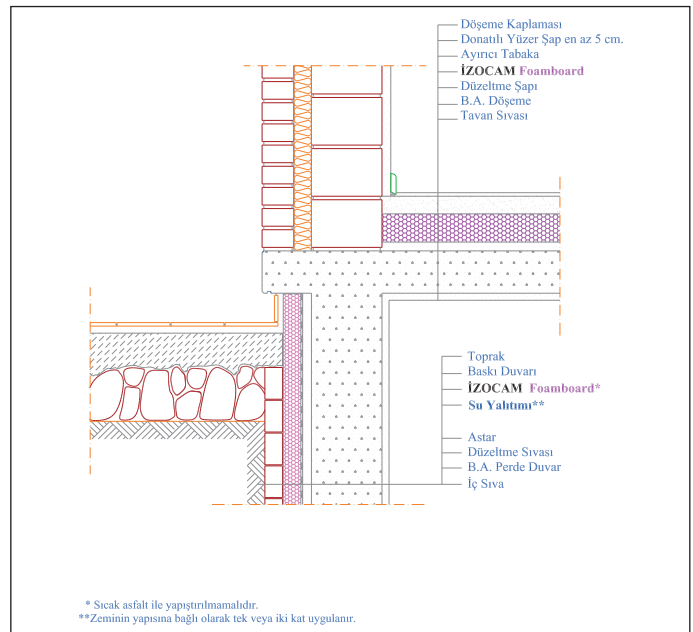 Döşeme Kaplaması
Donatılı Yüzer Şap en az 5 cm.
Ayırıcı Tabaka
İZOCAM Foamboard
Düzeltme Şapı
B.A. Döşeme
Tavan Sıvası
Toprak
Baskı Duvarı
İZOCAM Foamboard*
Su Yalıtımı**
Astar
Düzeltme Sıvası
B.A. Perde Duvar
İç Sıva
* Sıcak asfalt ile yapıştırılmamalıdır.
**Zeminin yapısına bağlı olarak tek veya iki kat uygulanır.